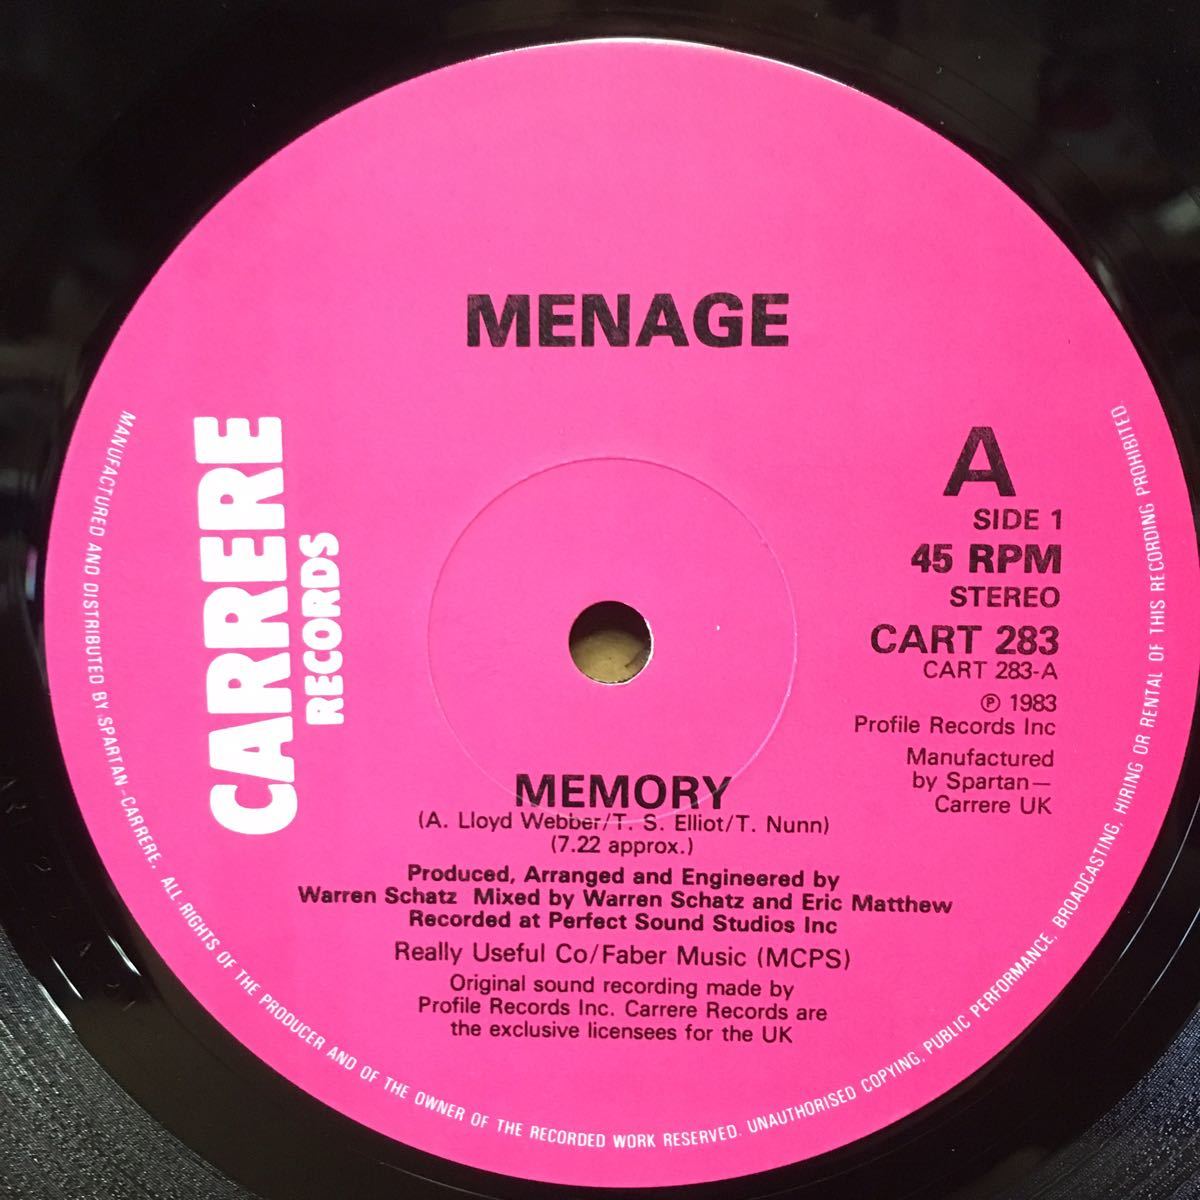 MENAGE
CARRERE
RECORDS
A
SIDE 1
45 RPM
STEREO
CART 283
CART 283-A
℗ 1983
Profile Records Inc
Manufactured
by Spartan—
Carrere UK
MEMORY
(A. Lloyd Webber/T. S. Elliot/T. Nunn)
(7.22 approx.)
Produced, Arranged and Engineered by
Warren Schatz Mixed by Warren Schatz and Eric Matthew
Recorded at Perfect Sound Studios Inc
Really Useful Co/Faber Music (MCPS)
Original sound recording made by
Profile Records Inc. Carrere Records are
the exclusive licensees for the UK
MANUFACTURED AND DISTRIBUTED BY SPARTAN-CARRERE. ALL RIGHTS OF THE PRODUCER AND OF THE OWNER OF THE RECORDED WORK RESERVED. UNAUTHORISED COPYING, PUBLIC PERFORMANCE, BROADCASTING, HIRING OR RENTAL OF THIS RECORDING PROHIBITED.